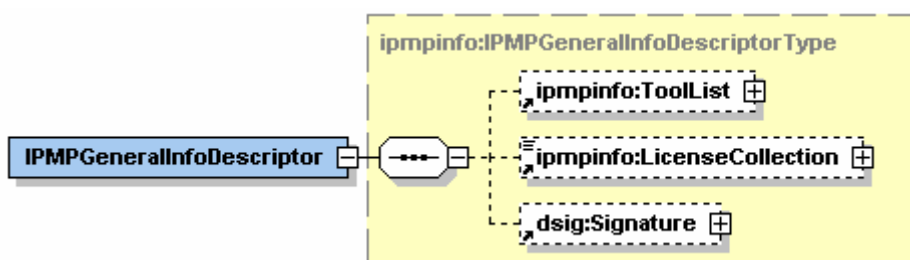 ipmpinfo:IPMPGeneralInfoDescriptorType
ipmpinfo:ToolList
IPMPGeneralInfoDescriptor
ipmpinfo:LicenseCollection
dsig:Signature